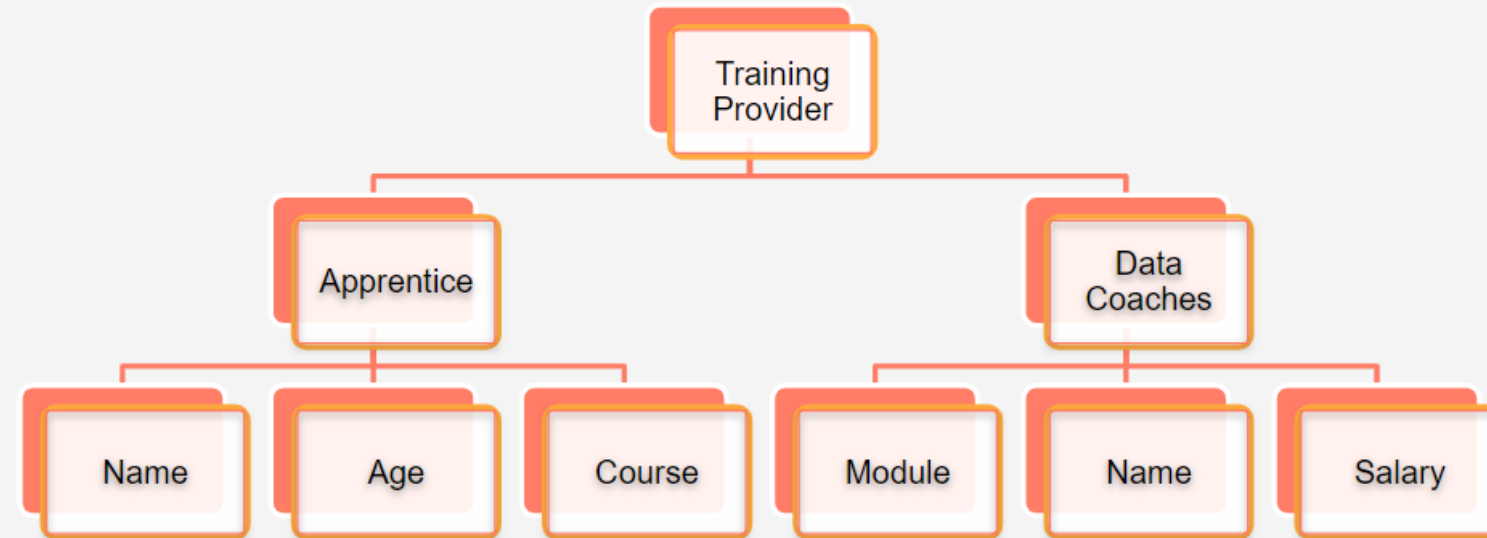 Training
Provider
Apprentice
Data
Coaches
Name
Age
Course
Module
Name
Salary